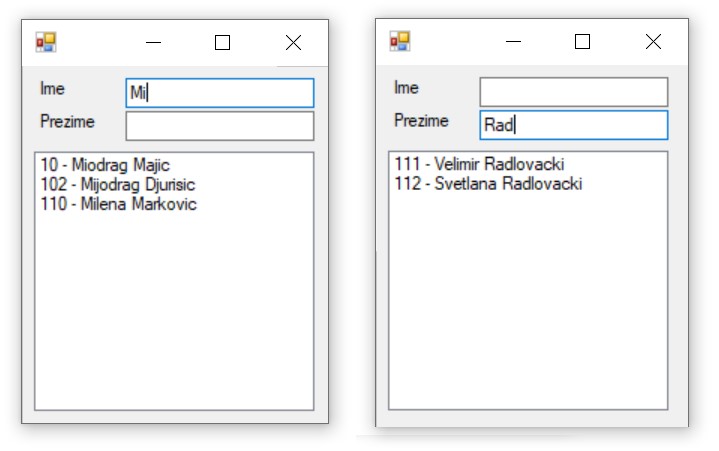 Ime
Mi
Prezime
10 - Miodrag Majic
102 - Mijodrag Djurisic
110 - Milena Markovic
Ime
Prezime
Rad
111 - Velimir Radlovacki
112 - Svetlana Radlovacki